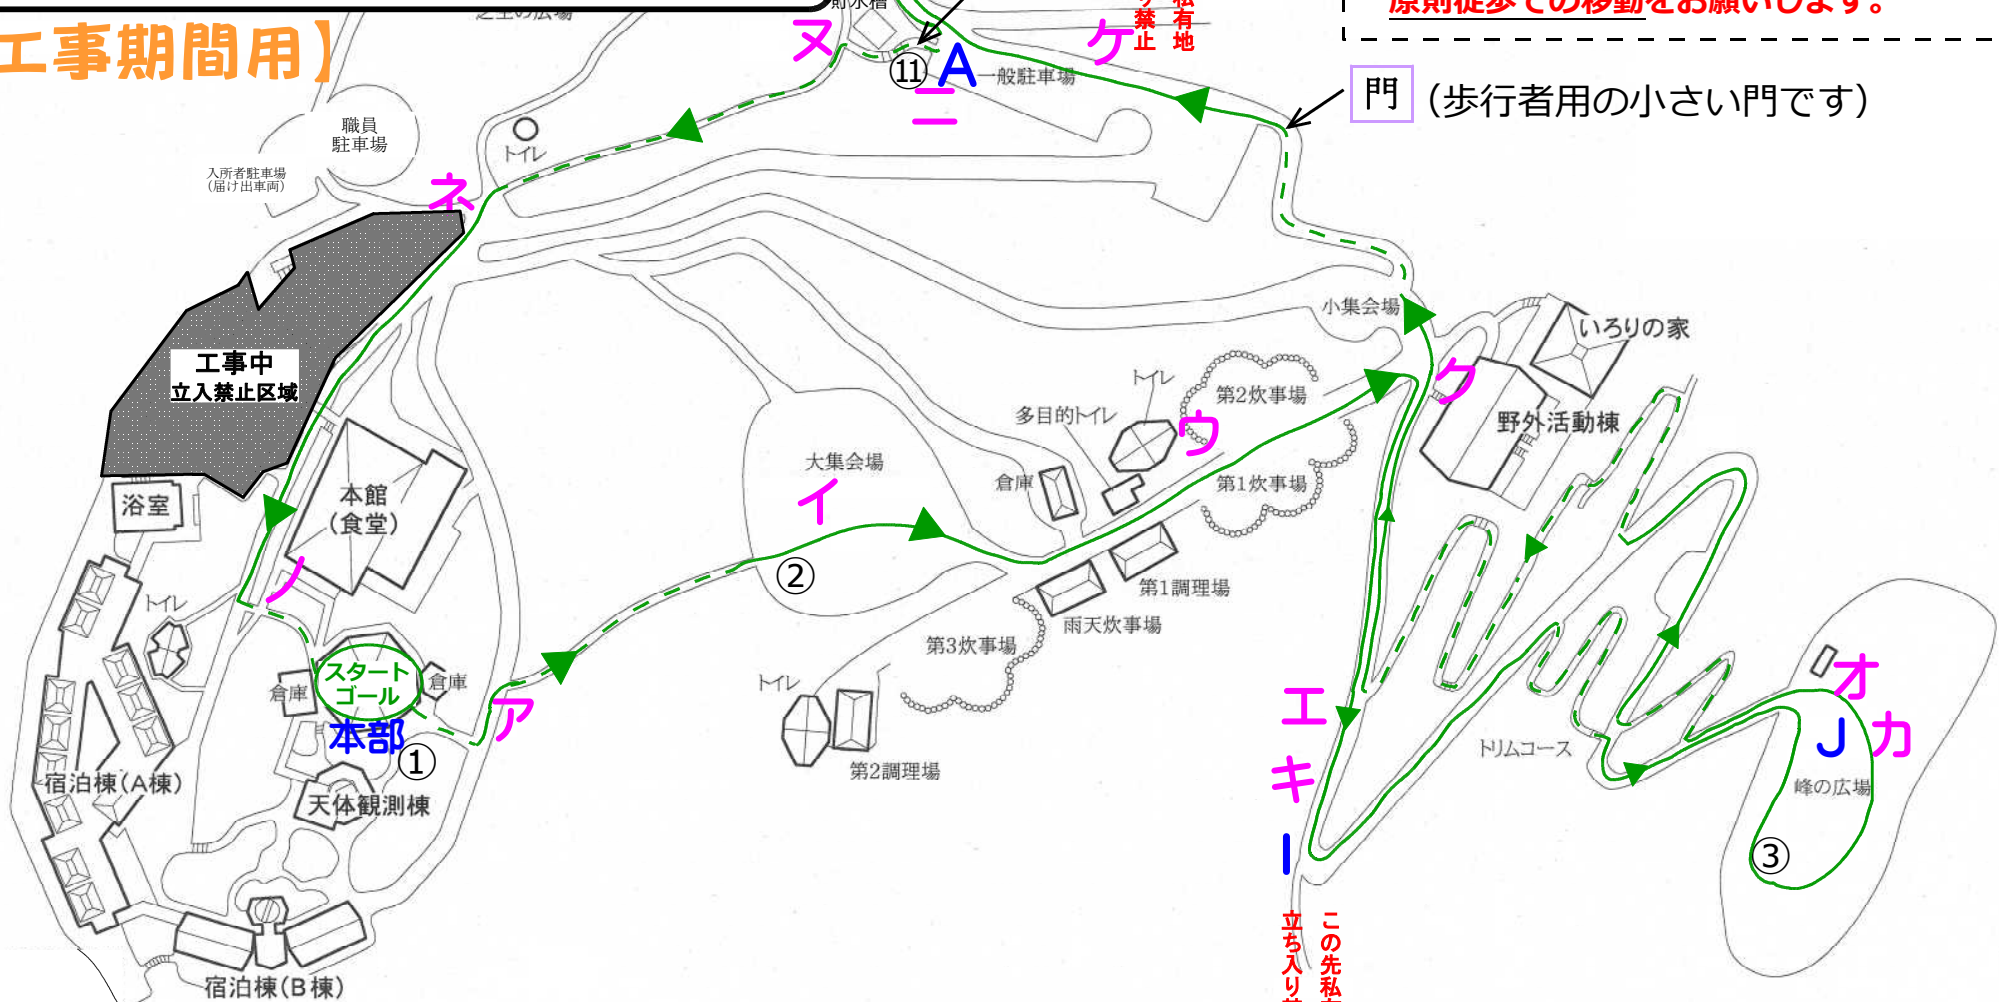 原則徒歩での移動をお願いします。
工事期間用】
芝生の広場
貯水槽
ヌ
私有地
禁止
ケ
⑪
A
一般駐車場
ニ
門
(歩行者用の小さい門です)
職員
駐車場
トイレ
入所者駐車場
(届け出車両)
ネ
小集会場
いろりの家
工事中
立入禁止区域
トイレ
第2炊事場
ク
多目的トイレ
ウ
野外活動棟
大集会場
イ
倉庫
第1炊事場
浴室
本館
(食堂)
②
第1調理場
ノ
トイレ
雨天炊事場
第3炊事場
スタート
ゴール
倉庫
倉庫
トイレ
ア
エ
オ
本部
①
J
カ
トリムコース
第2調理場
キ
宿泊棟(A棟)
天体観測棟
峰の広場
I
③
この先私
立ち入り
宿泊棟(B棟)